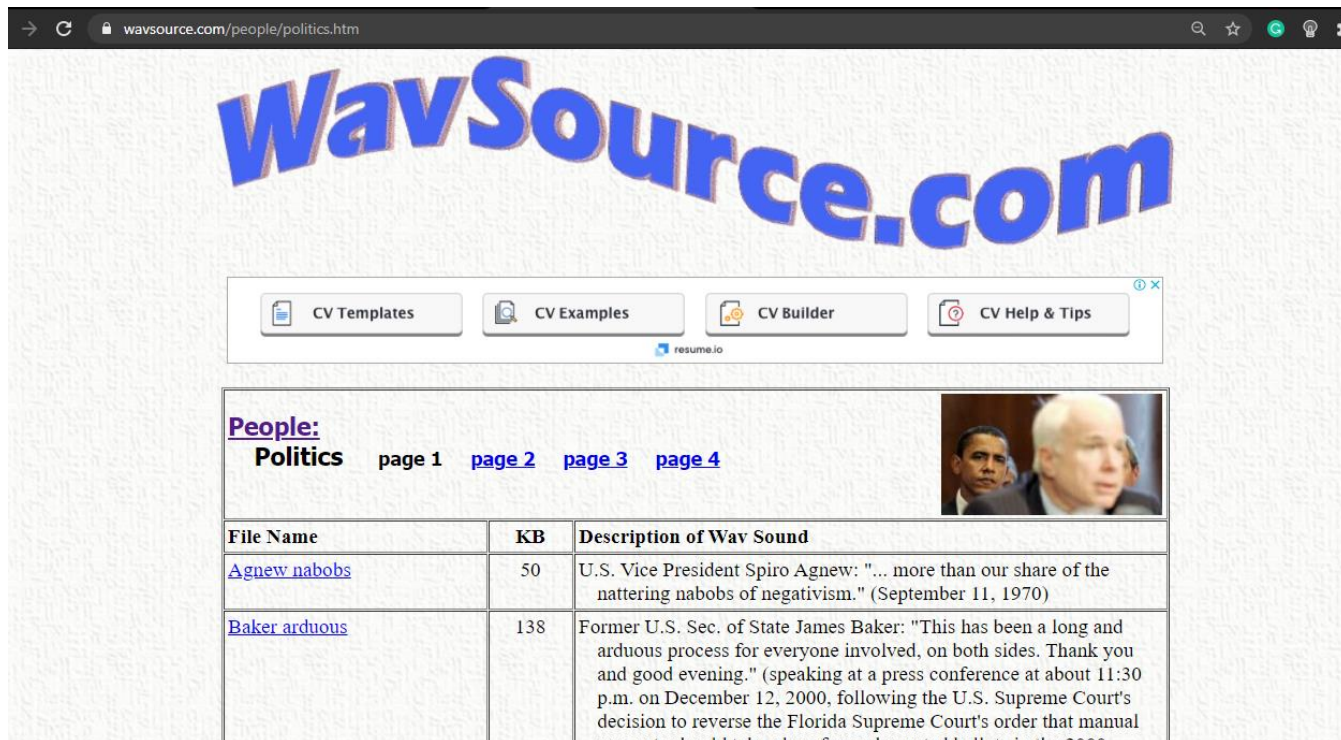 wavsource.com/people/politics.htm
WavSource.com
CV Templates CV Examples CV Builder CV Help & Tips
resume.io
People:
Politics page 1 page 2 page 3 page 4
File Name KB Description of Wav Sound
Agnew nabobs 50 U.S. Vice President Spiro Agnew: "... more than our share of the
nattering nabobs of negativism." (September 11, 1970)
Baker arduous 138 Former U.S. Sec. of State James Baker: "This has been a long and
arduous process for everyone involved, on both sides. Thank you
and good evening." (speaking at a press conference at about 11:30
p.m. on December 12, 2000, following the U.S. Supreme Court's
decision to reverse the Florida Supreme Court's order that manual